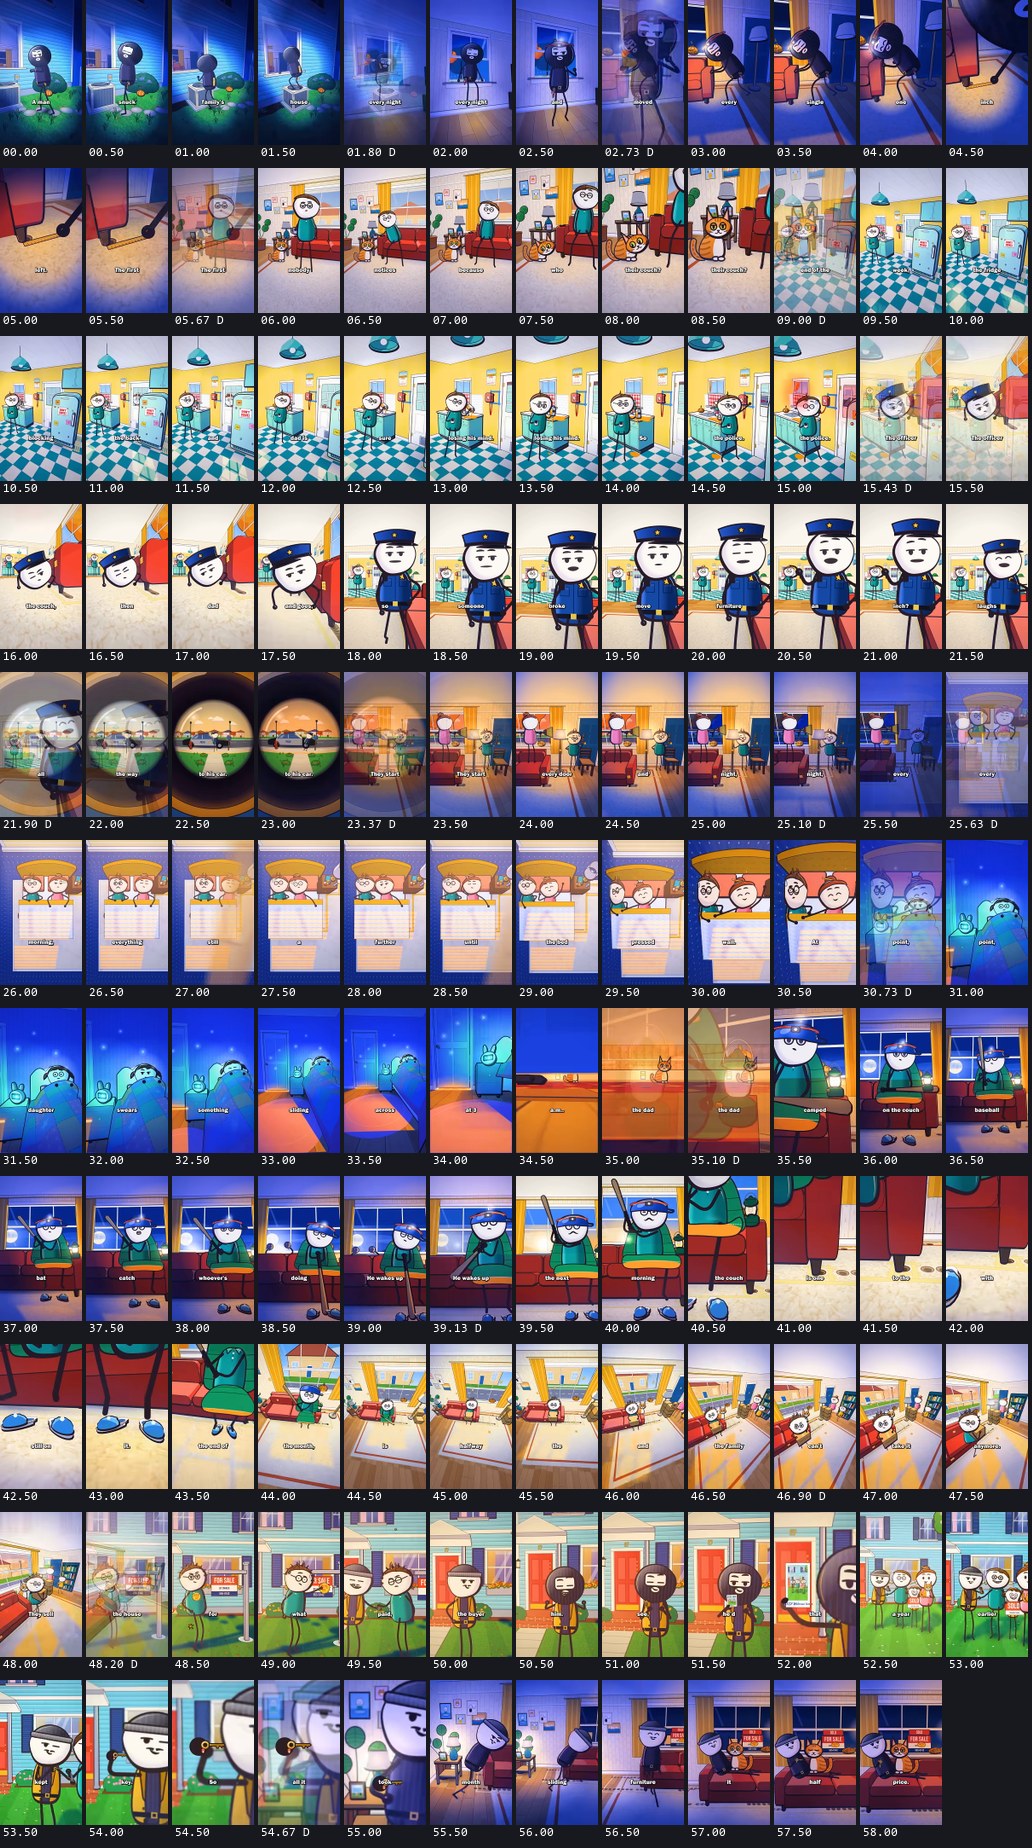 A man
snuck
family's
house
every night
every night
and
moved
00.00
00.50
01.00
01.50
01.80 D
02.00
02.50
02.73 D
03.00
03.50
04.00
04.50
every
single
one
inch
left.
The first
The first
nobody
notices
because
who
their couch?
their couch?
end of the
week,
the fridge
05.00
05.50
05.67 D
06.00
06.50
07.00
07.50
08.00
08.50
09.00 D
09.50
10.00
blocking
the back
and
dad is
sure
losing his mind.
losing his mind.
So
the police.
the police.
The officer
The officer
10.50
11.00
11.50
12.00
12.50
13.00
13.50
14.00
14.50
15.00
15.43 D
15.50
the couch,
then
dad
and goes,
so
someone
broke
move
furniture
an
inch?
laughs
16.00
16.50
17.00
17.50
18.00
18.50
19.00
19.50
20.00
20.50
21.00
21.50
all
the way
to his car.
to his car.
They start
They start
every door
and
night,
night,
every
every
21.90 D
22.00
22.50
23.00
23.37 D
23.50
24.00
24.50
25.00
25.10 D
25.50
25.63 D
morning,
everything
still
a
further
until
the bed
pressed
wall.
At
point,
point,
26.00
26.50
27.00
27.50
28.00
28.50
29.00
29.50
30.00
30.50
30.73 D
31.00
daughter
swears
something
sliding
across
at 3
a.m..
the dad
the dad
camped
on the couch
baseball
31.50
32.00
32.50
33.00
33.50
34.00
34.50
35.00
35.10 D
35.50
36.00
36.50
bat
catch
whoever's
doing
He wakes up
He wakes up
the next
morning
the couch
is one
to the
with
37.00
37.50
38.00
38.50
39.00
39.13 D
39.50
40.00
40.50
41.00
41.50
42.00
still on
it.
the end of
the month,
is
halfway
the
and
the family
can't
take it
anymore.
42.50
43.00
43.50
44.00
44.50
45.00
45.50
46.00
46.50
46.90 D
47.00
47.50
FOR SALE
They sell
the house
for
what
paid.
the buyer
him.
see,
he'd
that
a year
earlier
48.00
48.20 D
48.50
49.00
49.50
50.00
50.50
51.00
51.50
52.00
52.50
53.00
SOLD
FOR SALE
FOR SALE
kept
key.
So
all it
took
month
sliding
furniture
it
half
price.
53.50
54.00
54.50
54.67 D
55.00
55.50
56.00
56.50
57.00
57.50
58.00